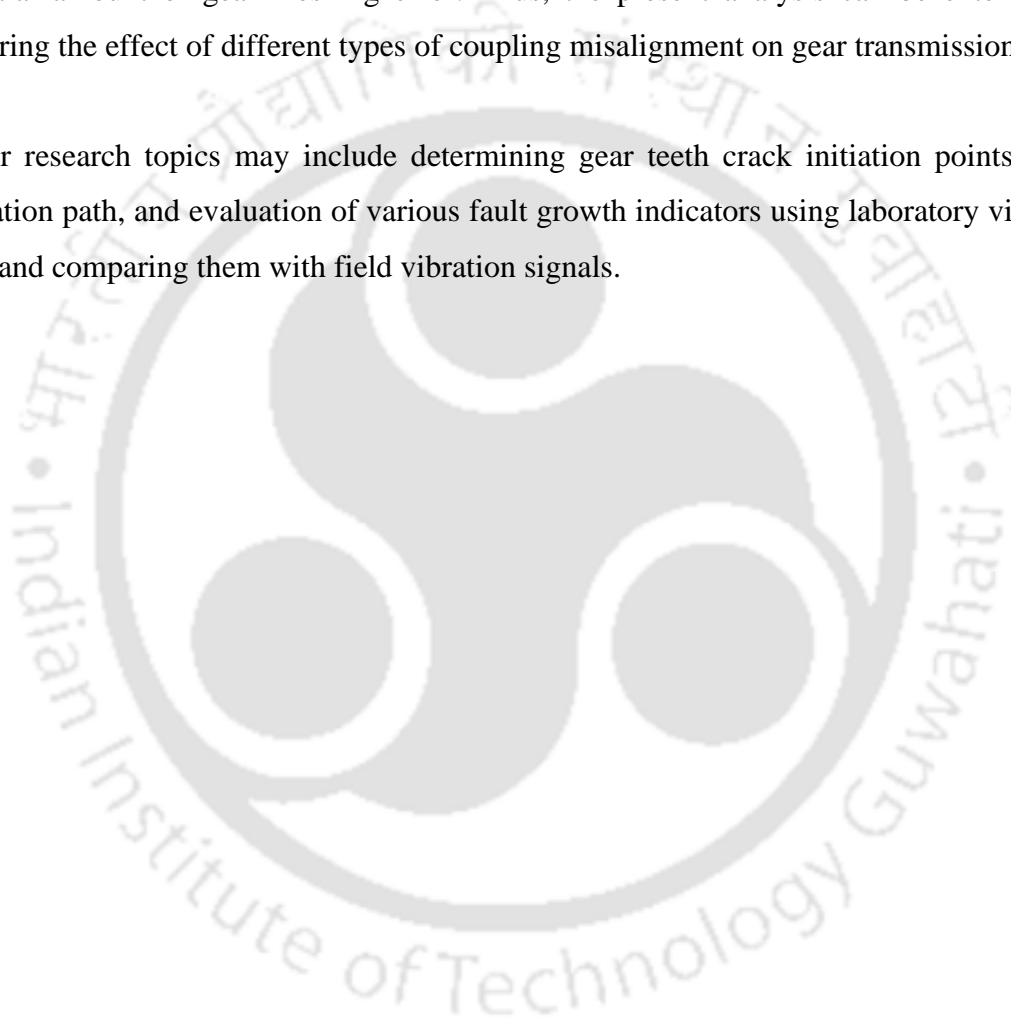 ring the effect of different types of coupling misalignment on gear transmission
r research topics may include determining gear teeth crack initiation points
ation path, and evaluation of various fault growth indicators using laboratory vi
and comparing them with field vibration signals.
भारतीय प्रौद्योगिकी संस्थान गुवाहाटी
• Indian Institute of Technology Guwahati •